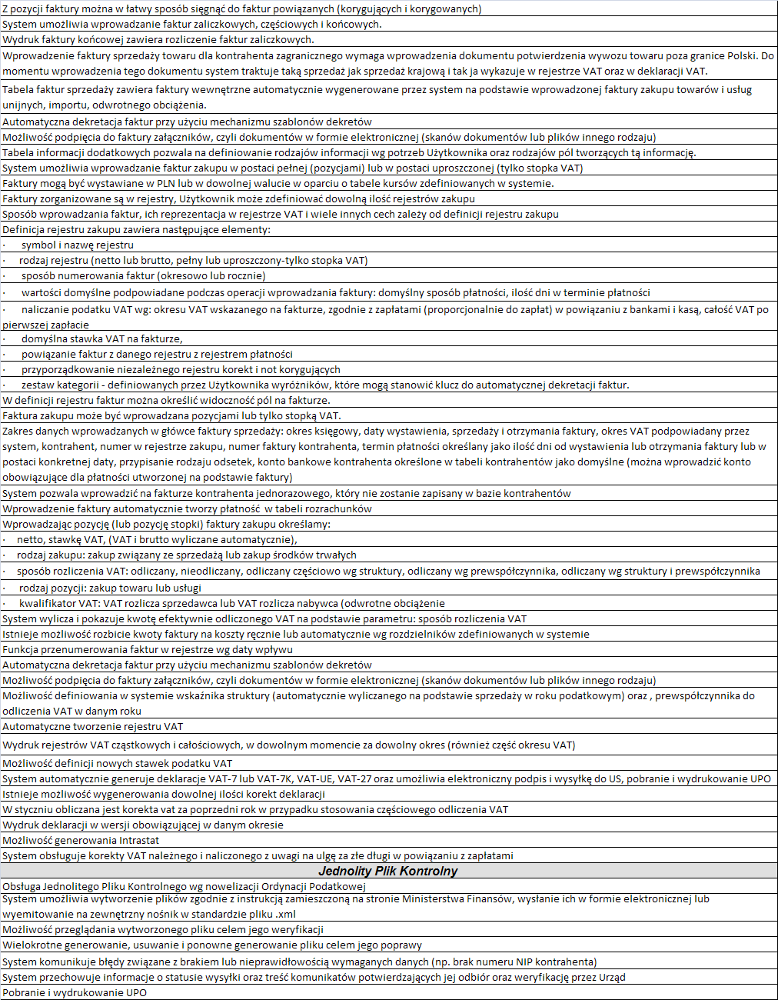 Z pozycji faktury można w łatwy sposób sięgnąć do faktur powiązanych (korygujących i korygowanych)
System umożliwia wprowadzanie faktur zaliczkowych, częściowych i końcowych.
Wydruk faktury końcowej zawiera rozliczenie faktur zaliczkowych.
Wprowadzenie faktury sprzedaży towaru dla kontrahenta zagranicznego wymaga wprowadzenia dokumentu potwierdzenia wywozu towaru poza granice Polski. Do
momentu wprowadzenia tego dokumentu system traktuje taką sprzedaż jak sprzedaż krajową i tak ja wykazuje w rejestrze VAT oraz w deklaracji VAT.
Tabela faktur sprzedaży zawiera faktury wewnętrzne automatycznie wygenerowane przez system na podstawie wprowadzonej faktury zakupu towarów i usług
unijnych, importu, odwrotnego obciążenia.
Automatyczna dekretacja faktur przy użyciu mechanizmu szablonów dekretów
Możliwość podpięcia do faktury załączników, czyli dokumentów w formie elektronicznej (skanów dokumentów lub plików innego rodzaju)
Tabela informacji dodatkowych pozwala na definiowanie rodzajów informacji wg potrzeb Użytkownika oraz rodzajów pól tworzących tą informację.
System umożliwia wprowadzanie faktur zakupu w postaci pełnej (pozycjami) lub w postaci uproszczonej (tylko stopka VAT)
Faktury mogą być wystawiane w PLN lub w dowolnej walucie w oparciu o tabele kursów zdefiniowanych w systemie.
Faktury zorganizowane są w rejestry, Użytkownik może zdefiniować dowolną ilość rejestrów zakupu
Sposób wprowadzania faktur, ich reprezentacja w rejestrze VAT i wiele innych cech zależy od definicji rejestru zakupu
Definicja rejestru zakupu zawiera następujące elementy:
· symbol i nazwę rejestru
· rodzaj rejestru (netto lub brutto, pełny lub uproszczony-tylko stopka VAT)
· sposób numerowania faktur (okresowo lub rocznie)
· wartości domyślne podpowiadane podczas operacji wprowadzania faktury: domyślny sposób płatności, ilość dni w terminie płatności
· naliczanie podatku VAT wg: okresu VAT wskazanego na fakturze, zgodnie z zapłatami (proporcjonalnie do zapłat) w powiązaniu z bankami i kasą, całość VAT po
pierwszej zapłacie
· domyślna stawka VAT na fakturze,
· powiązanie faktur z danego rejestru z rejestrem płatności
· przyporządkowanie niezależnego rejestru korekt i not korygujących
· zestaw kategorii - definiowanych przez Użytkownika wyróżników, które mogą stanowić klucz do automatycznej dekretacji faktur.
W definicji rejestru faktur można określić widoczność pól na fakturze.
Faktura zakupu może być wprowadzana pozycjami lub tylko stopką VAT.
Zakres danych wprowadzanych w główce faktury sprzedaży: okres księgowy, daty wystawienia, sprzedaży i otrzymania faktury, okres VAT podpowiadany przez
system, kontrahent, numer w rejestrze zakupu, numer faktury kontrahenta, termin płatności określany jako ilość dni od wystawienia lub otrzymania faktury lub w
postaci konkretnej daty, przypisanie rodzaju odsetek, konto bankowe kontrahenta określone w tabeli kontrahentów jako domyślne (można wprowadzić konto
obowiązujące dla płatności utworzonej na podstawie faktury)
System pozwala wprowadzić na fakturze kontrahenta jednorazowego, który nie zostanie zapisany w bazie kontrahentów
Wprowadzenie faktury automatycznie tworzy płatność w tabeli rozrachunków
Wprowadzając pozycję (lub pozycję stopki) faktury zakupu określamy:
· netto, stawkę VAT, (VAT i brutto wyliczane automatycznie),
· rodzaj zakupu: zakup związany ze sprzedażą lub zakup środków trwałych
· sposób rozliczenia VAT: odliczany, nieodliczany, odliczany częściowo wg struktury, odliczany wg prewspółczynnika, odliczany wg struktury i prewspółczynnika
· rodzaj pozycji: zakup towaru lub usługi
· kwalifikator VAT: VAT rozlicza sprzedawca lub VAT rozlicza nabywca (odwrotne obciążenie
System wylicza i pokazuje kwotę efektywnie odliczonego VAT na podstawie parametru: sposób rozliczenia VAT
Istnieje możliwość rozbicie kwoty faktury na koszty ręcznie lub automatycznie wg rozdzielników zdefiniowanych w systemie
Funkcja przenumerowania faktur w rejestrze wg daty wpływu
Automatyczna dekretacja faktur przy użyciu mechanizmu szablonów dekretów
Możliwość podpięcia do faktury załączników, czyli dokumentów w formie elektronicznej (skanów dokumentów lub plików innego rodzaju)
Możliwość definiowania w systemie wskaźnika struktury (automatycznie wyliczanego na podstawie sprzedaży w roku podatkowym) oraz , prewspółczynnika do
odliczenia VAT w danym roku
Automatyczne tworzenie rejestru VAT
Wydruk rejestrów VAT cząstkowych i całościowych, w dowolnym momencie za dowolny okres (również część okresu VAT)
Możliwość definicji nowych stawek podatku VAT
System automatycznie generuje deklaracje VAT-7 lub VAT-7K, VAT-UE, VAT-27 oraz umożliwia elektroniczny podpis i wysyłkę do US, pobranie i wydrukowanie UPO
Istnieje możliwość wygenerowania dowolnej ilości korekt deklaracji
W styczniu obliczana jest korekta vat za poprzedni rok w przypadku stosowania częściowego odliczenia VAT
Wydruk deklaracji w wersji obowiązującej w danym okresie
Możliwość generowania Intrastat
System obsługuje korekty VAT należnego i naliczonego z uwagi na ulgę za złe długi w powiązaniu z zapłatami
Jednolity Plik Kontrolny
Obsługa Jednolitego Pliku Kontrolnego wg nowelizacji Ordynacji Podatkowej
System umożliwia wytworzenie plików zgodnie z instrukcją zamieszczoną na stronie Ministerstwa Finansów, wysłanie ich w formie elektronicznej lub
wyemitowanie na zewnętrzny nośnik w standardzie pliku .xml
Możliwość przeglądania wytworzonego pliku celem jego weryfikacji
Wielokrotne generowanie, usuwanie i ponowne generowanie pliku celem jego poprawy
System komunikuje błędy związane z brakiem lub nieprawidłowością wymaganych danych (np. brak numeru NIP kontrahenta)
System przechowuje informacje o statusie wysyłki oraz treść komunikatów potwierdzających jej odbiór oraz weryfikację przez Urząd
Pobranie i wydrukowanie UPO